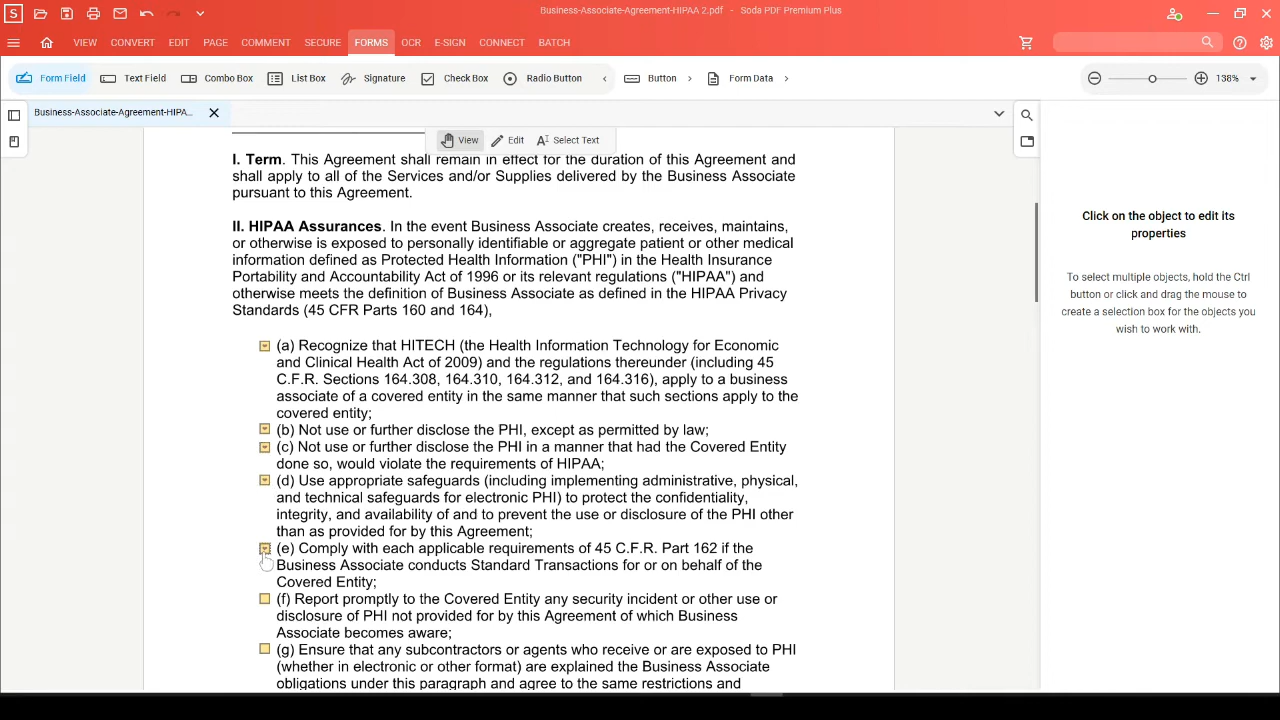 S
Business-Associate-Agreement-HIPAA 2.pdf - Soda PDF Premium Plus
VIEW CONVERT EDIT PAGE COMMENT SECURE FORMS OCR E-SIGN CONNECT BATCH
Form Field Text Field Combo Box List Box Signature Check Box Radio Button Button Form Data 138%
Business-Associate-Agreement-HIPA...
View Edit Select Text
I. Term. This Agreement shall remain in effect for the duration of this Agreement and
shall apply to all of the Services and/or Supplies delivered by the Business Associate
pursuant to this Agreement.
II. HIPAA Assurances. In the event Business Associate creates, receives, maintains,
or otherwise is exposed to personally identifiable or aggregate patient or other medical
information defined as Protected Health Information ("PHI") in the Health Insurance
Portability and Accountability Act of 1996 or its relevant regulations ("HIPAA") and
otherwise meets the definition of Business Associate as defined in the HIPAA Privacy
Standards (45 CFR Parts 160 and 164),
(a) Recognize that HITECH (the Health Information Technology for Economic
and Clinical Health Act of 2009) and the regulations thereunder (including 45
C.F.R. Sections 164.308, 164.310, 164.312, and 164.316), apply to a business
associate of a covered entity in the same manner that such sections apply to the
covered entity;
(b) Not use or further disclose the PHI, except as permitted by law;
(c) Not use or further disclose the PHI in a manner that had the Covered Entity
done so, would violate the requirements of HIPAA;
(d) Use appropriate safeguards (including implementing administrative, physical,
and technical safeguards for electronic PHI) to protect the confidentiality,
integrity, and availability of and to prevent the use or disclosure of the PHI other
than as provided for by this Agreement;
(e) Comply with each applicable requirements of 45 C.F.R. Part 162 if the
Business Associate conducts Standard Transactions for or on behalf of the
Covered Entity;
(f) Report promptly to the Covered Entity any security incident or other use or
disclosure of PHI not provided for by this Agreement of which Business
Associate becomes aware;
(g) Ensure that any subcontractors or agents who receive or are exposed to PHI
(whether in electronic or other format) are explained the Business Associate
obligations under this paragraph and agree to the same restrictions and
Click on the object to edit its
properties
To select multiple objects, hold the Ctrl
button or click and drag the mouse to
create a selection box for the objects you
wish to work with.